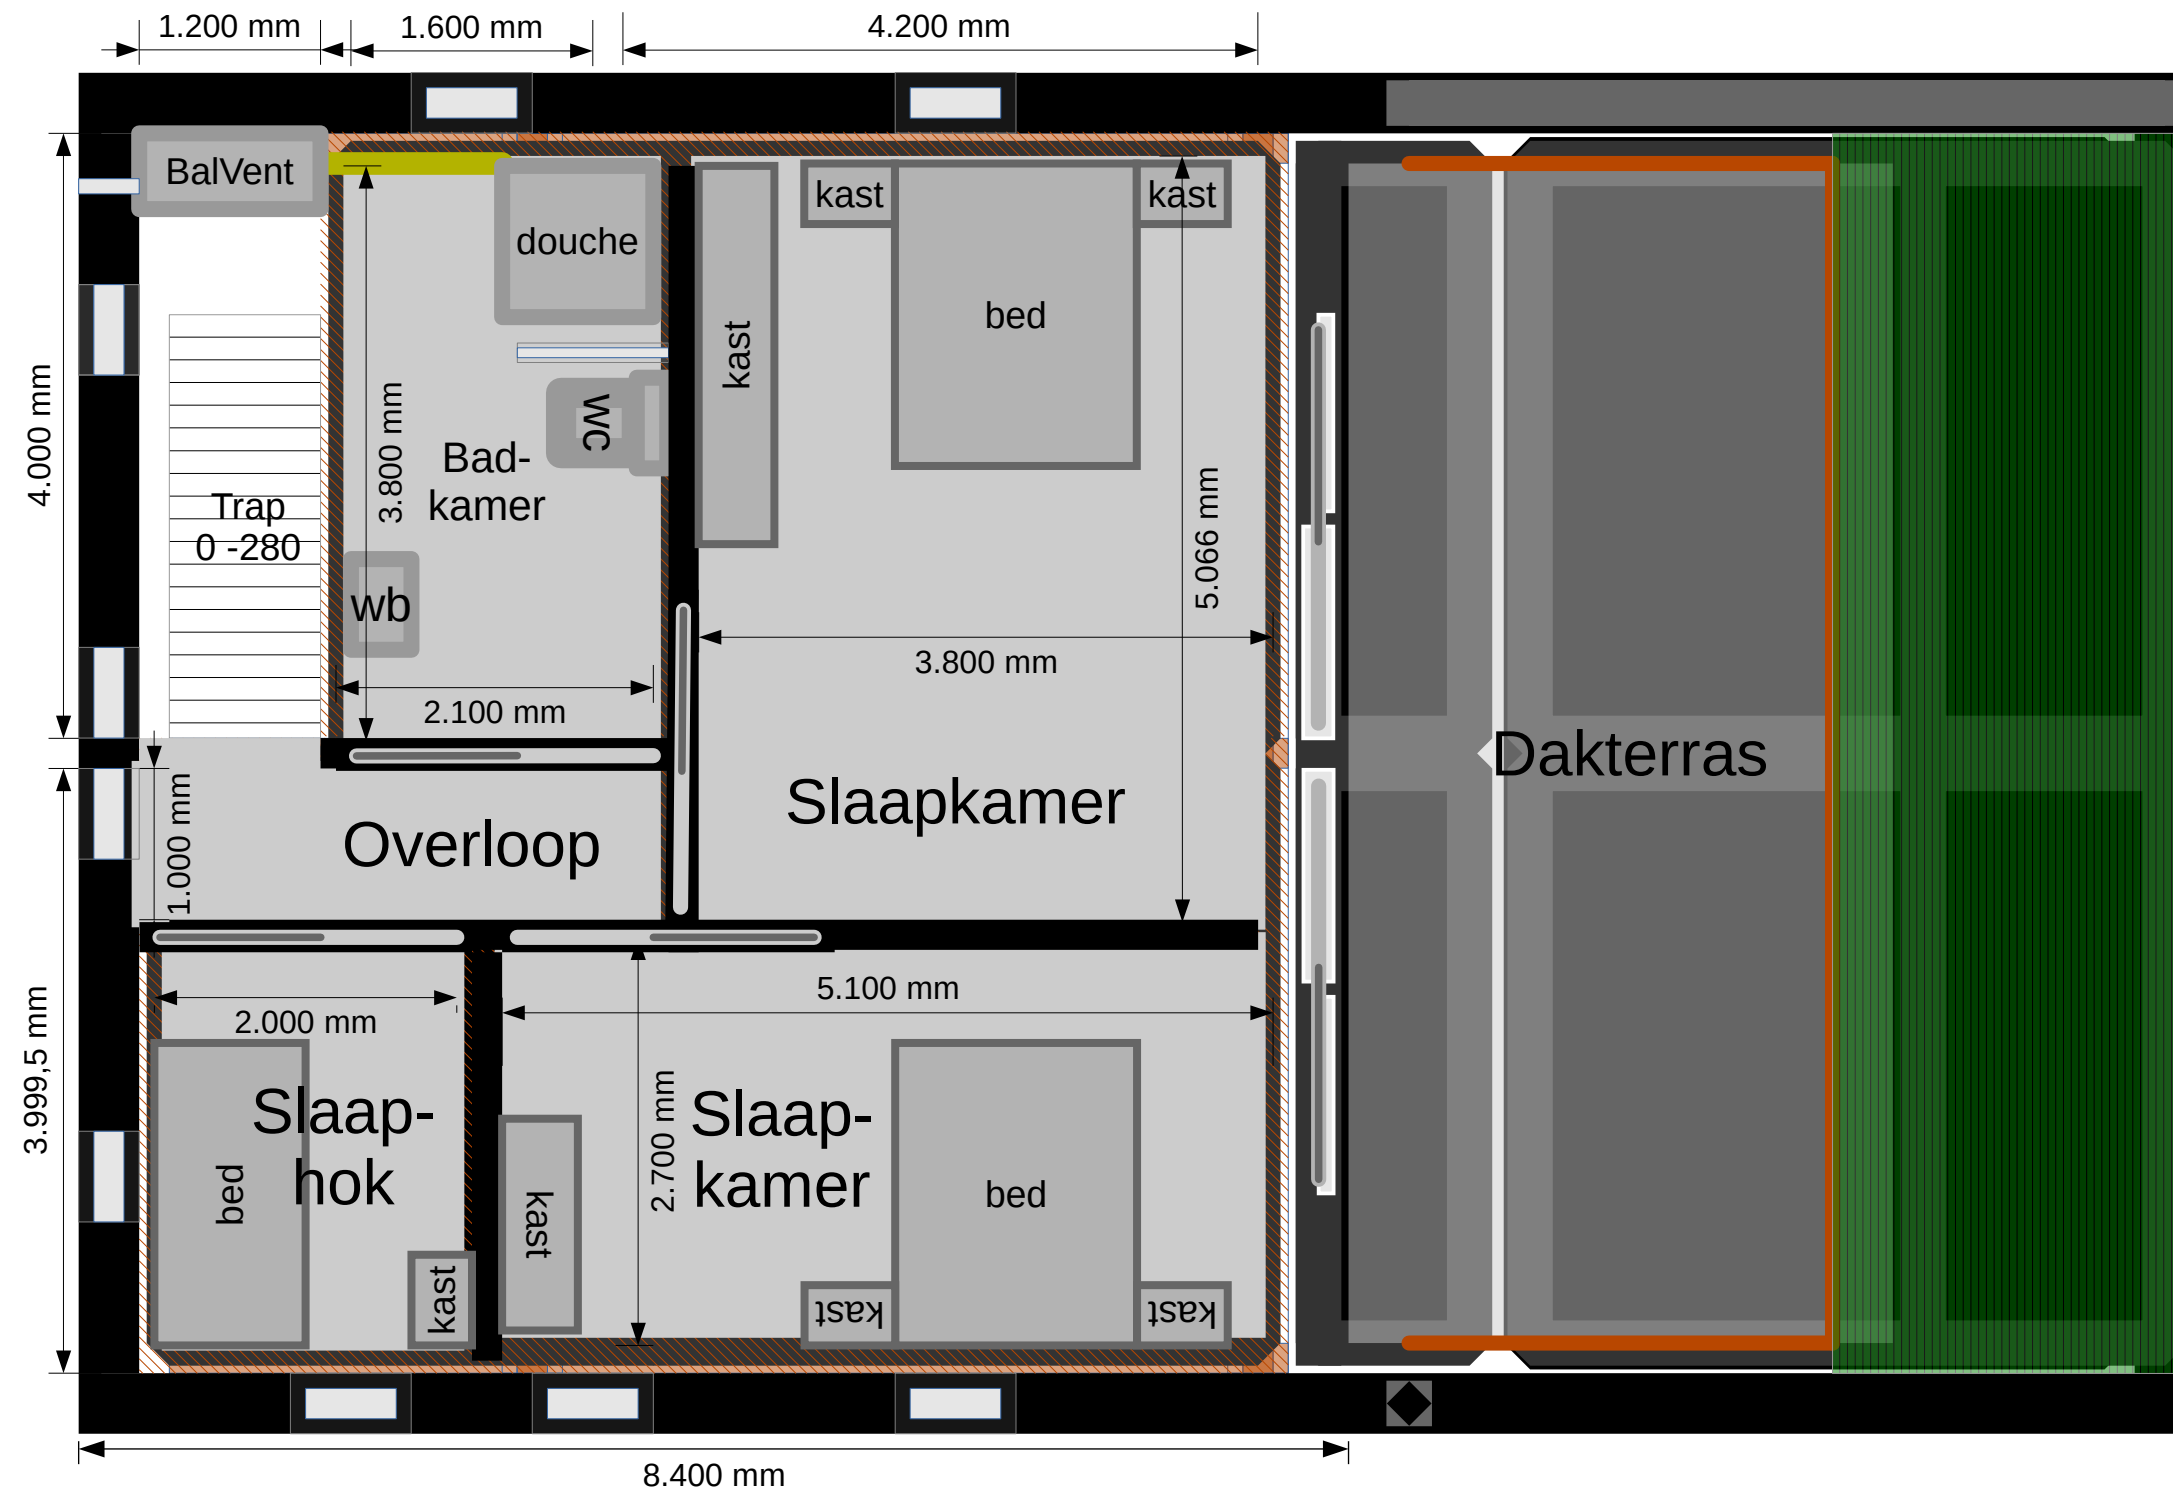 1.200 mm
1.600 mm
4.200 mm
BalVent
kast
kast
douche
bed
kast
4.000 mm
3.800 mm
wc
Bad-
kamer
Trap
0 -280
5.066 mm
wb
3.800 mm
2.100 mm
Dakterras
Slaapkamer
Overloop
1.000 mm
5.100 mm
2.000 mm
3.999,5 mm
2.700 mm
Slaap-
hok
Slaap-
kamer
bed
kast
bed
kast
kast
kast
8.400 mm